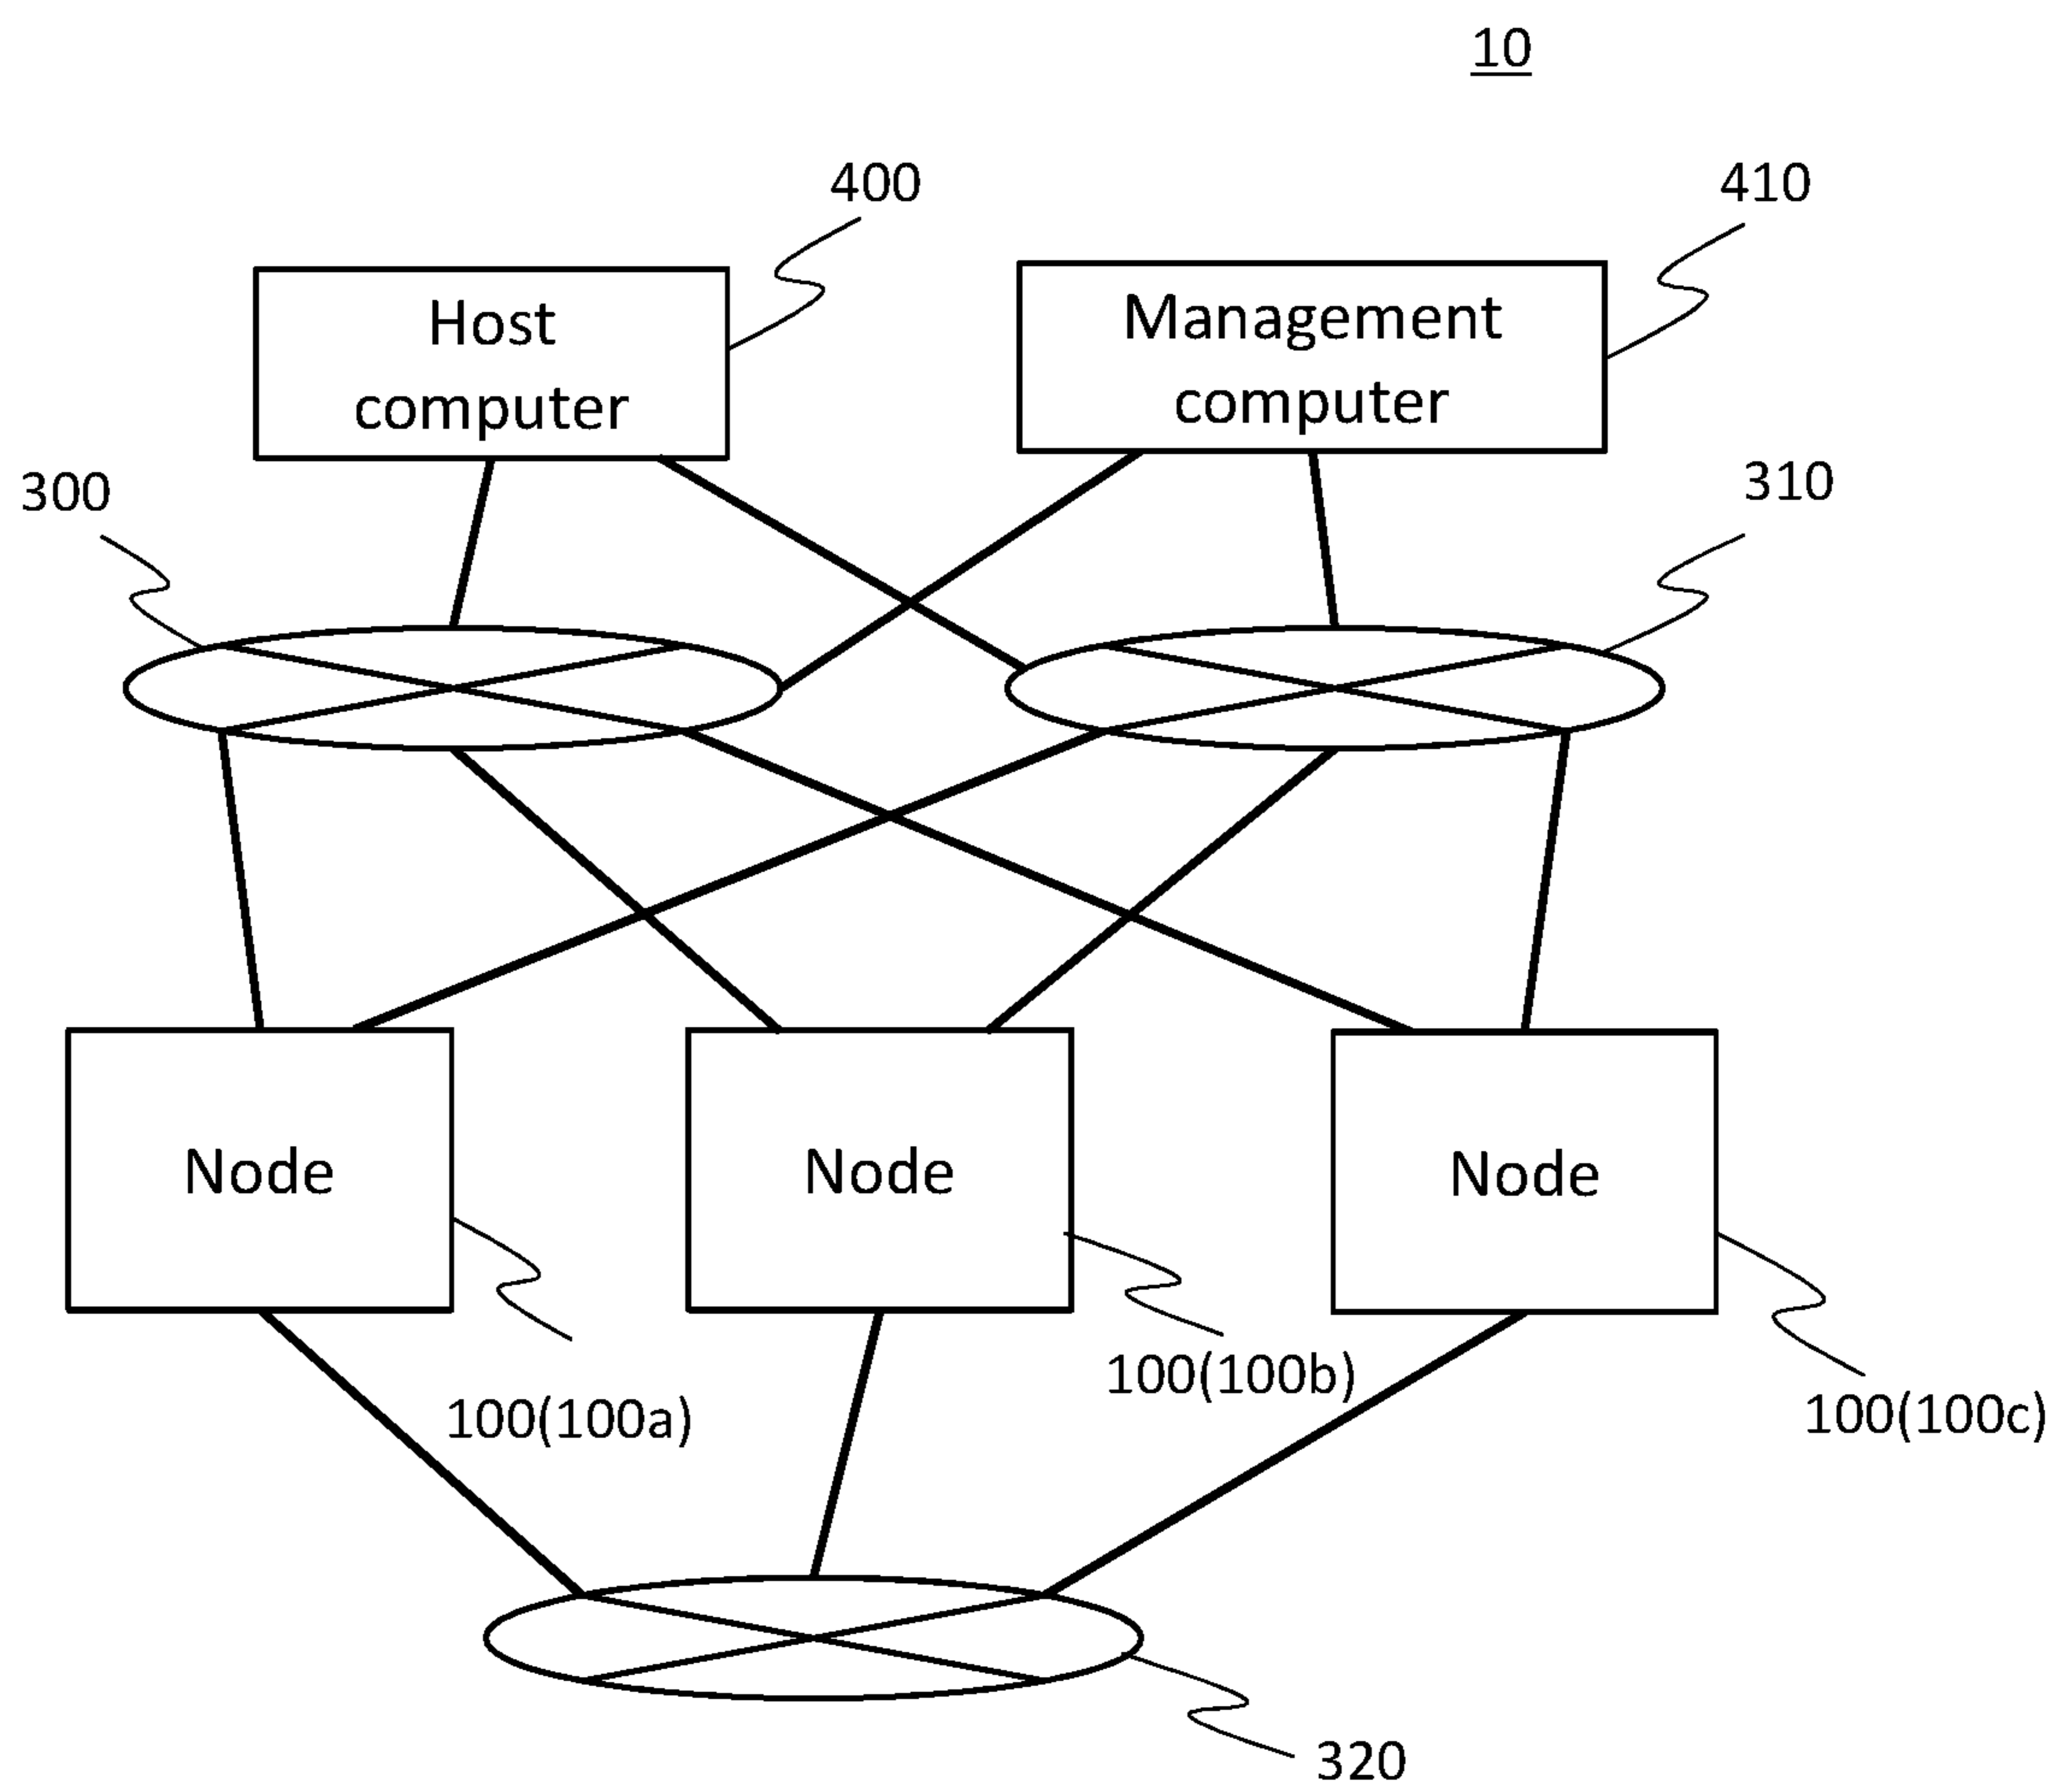 10
400
410
Host
computer
Management
computer
300
310
Node
Node
Node
100(100a)
100(100b)
100(100c)
320